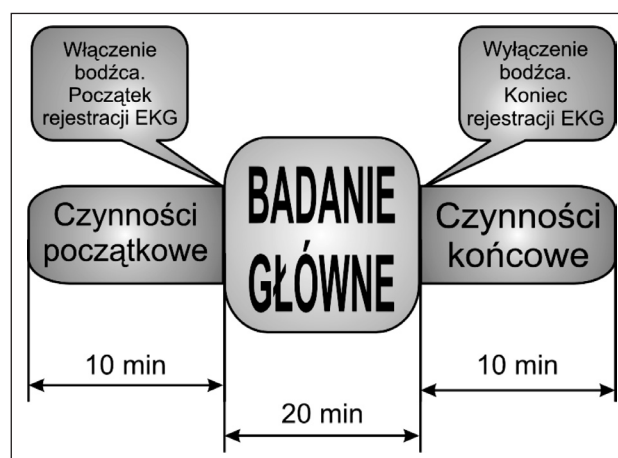 Włączenie
bodźca.
Początek
rejestracji EKG
Wyłączenie
bodźca.
Koniec
rejestracji EKG
Czynności
początkowe
BADANIE
GŁÓWNE
Czynności
końcowe
10 min
20 min
10 min